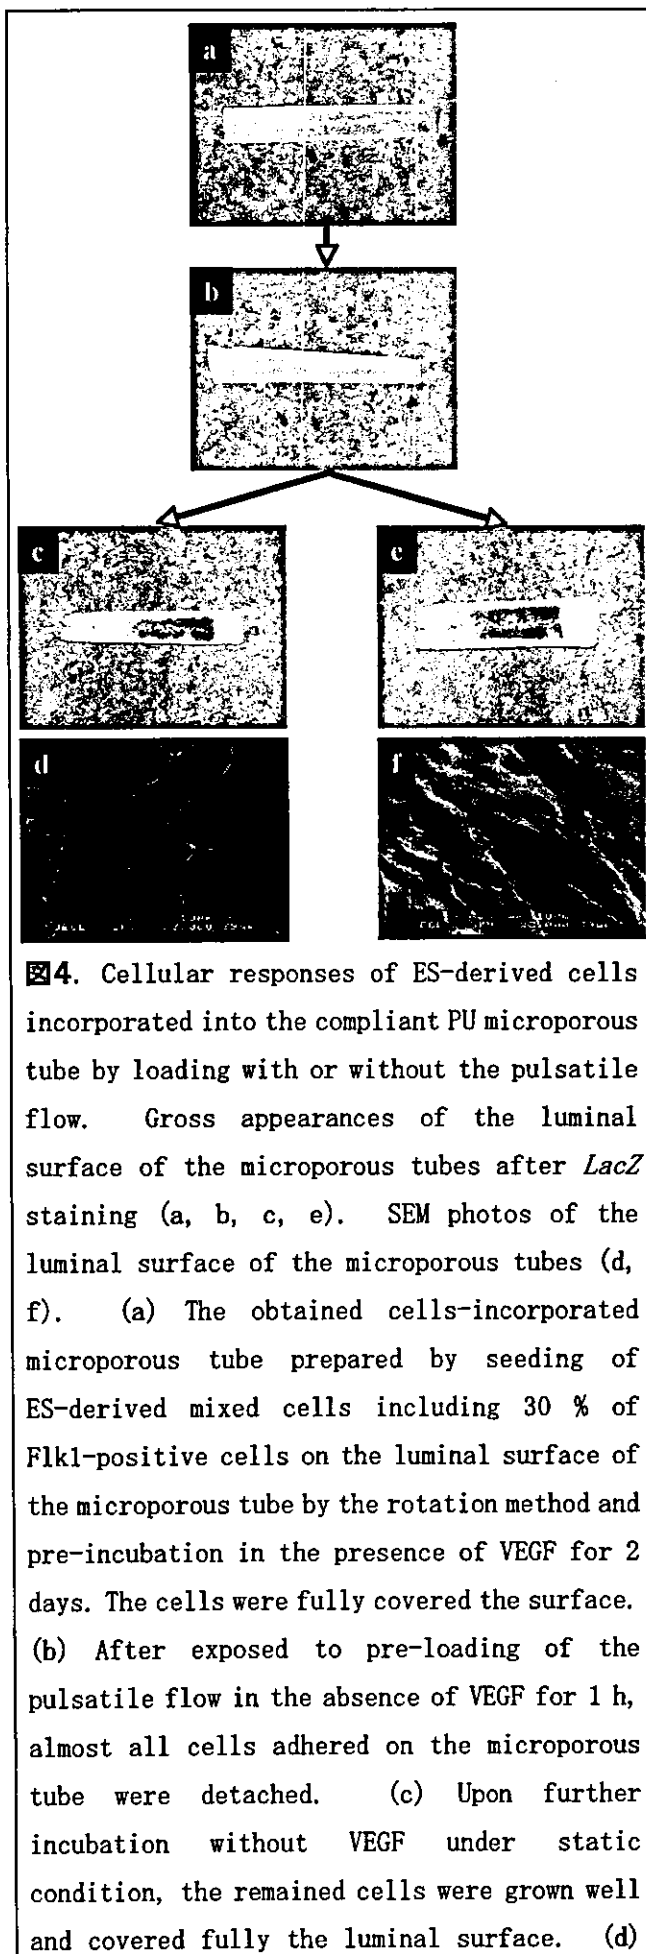 a
b
c
e
d
f
図4. Cellular responses of ES-derived cells
incorporated into the compliant PU microporous
tube by loading with or without the pulsatile
flow. Gross appearances of the luminal
surface of the microporous tubes after LacZ
staining (a, b, c, e). SEM photos of the
luminal surface of the microporous tubes (d,
f). (a) The obtained cells-incorporated
microporous tube prepared by seeding of
ES-derived mixed cells including 30 % of
Flk1-positive cells on the luminal surface of
the microporous tube by the rotation method and
pre-incubation in the presence of VEGF for 2
days. The cells were fully covered the surface.
(b) After exposed to pre-loading of the
pulsatile flow in the absence of VEGF for 1 h,
almost all cells adhered on the microporous
tube were detached. (c) Upon further
incubation without VEGF under static
condition, the remained cells were grown well
and covered fully the luminal surface. (d)